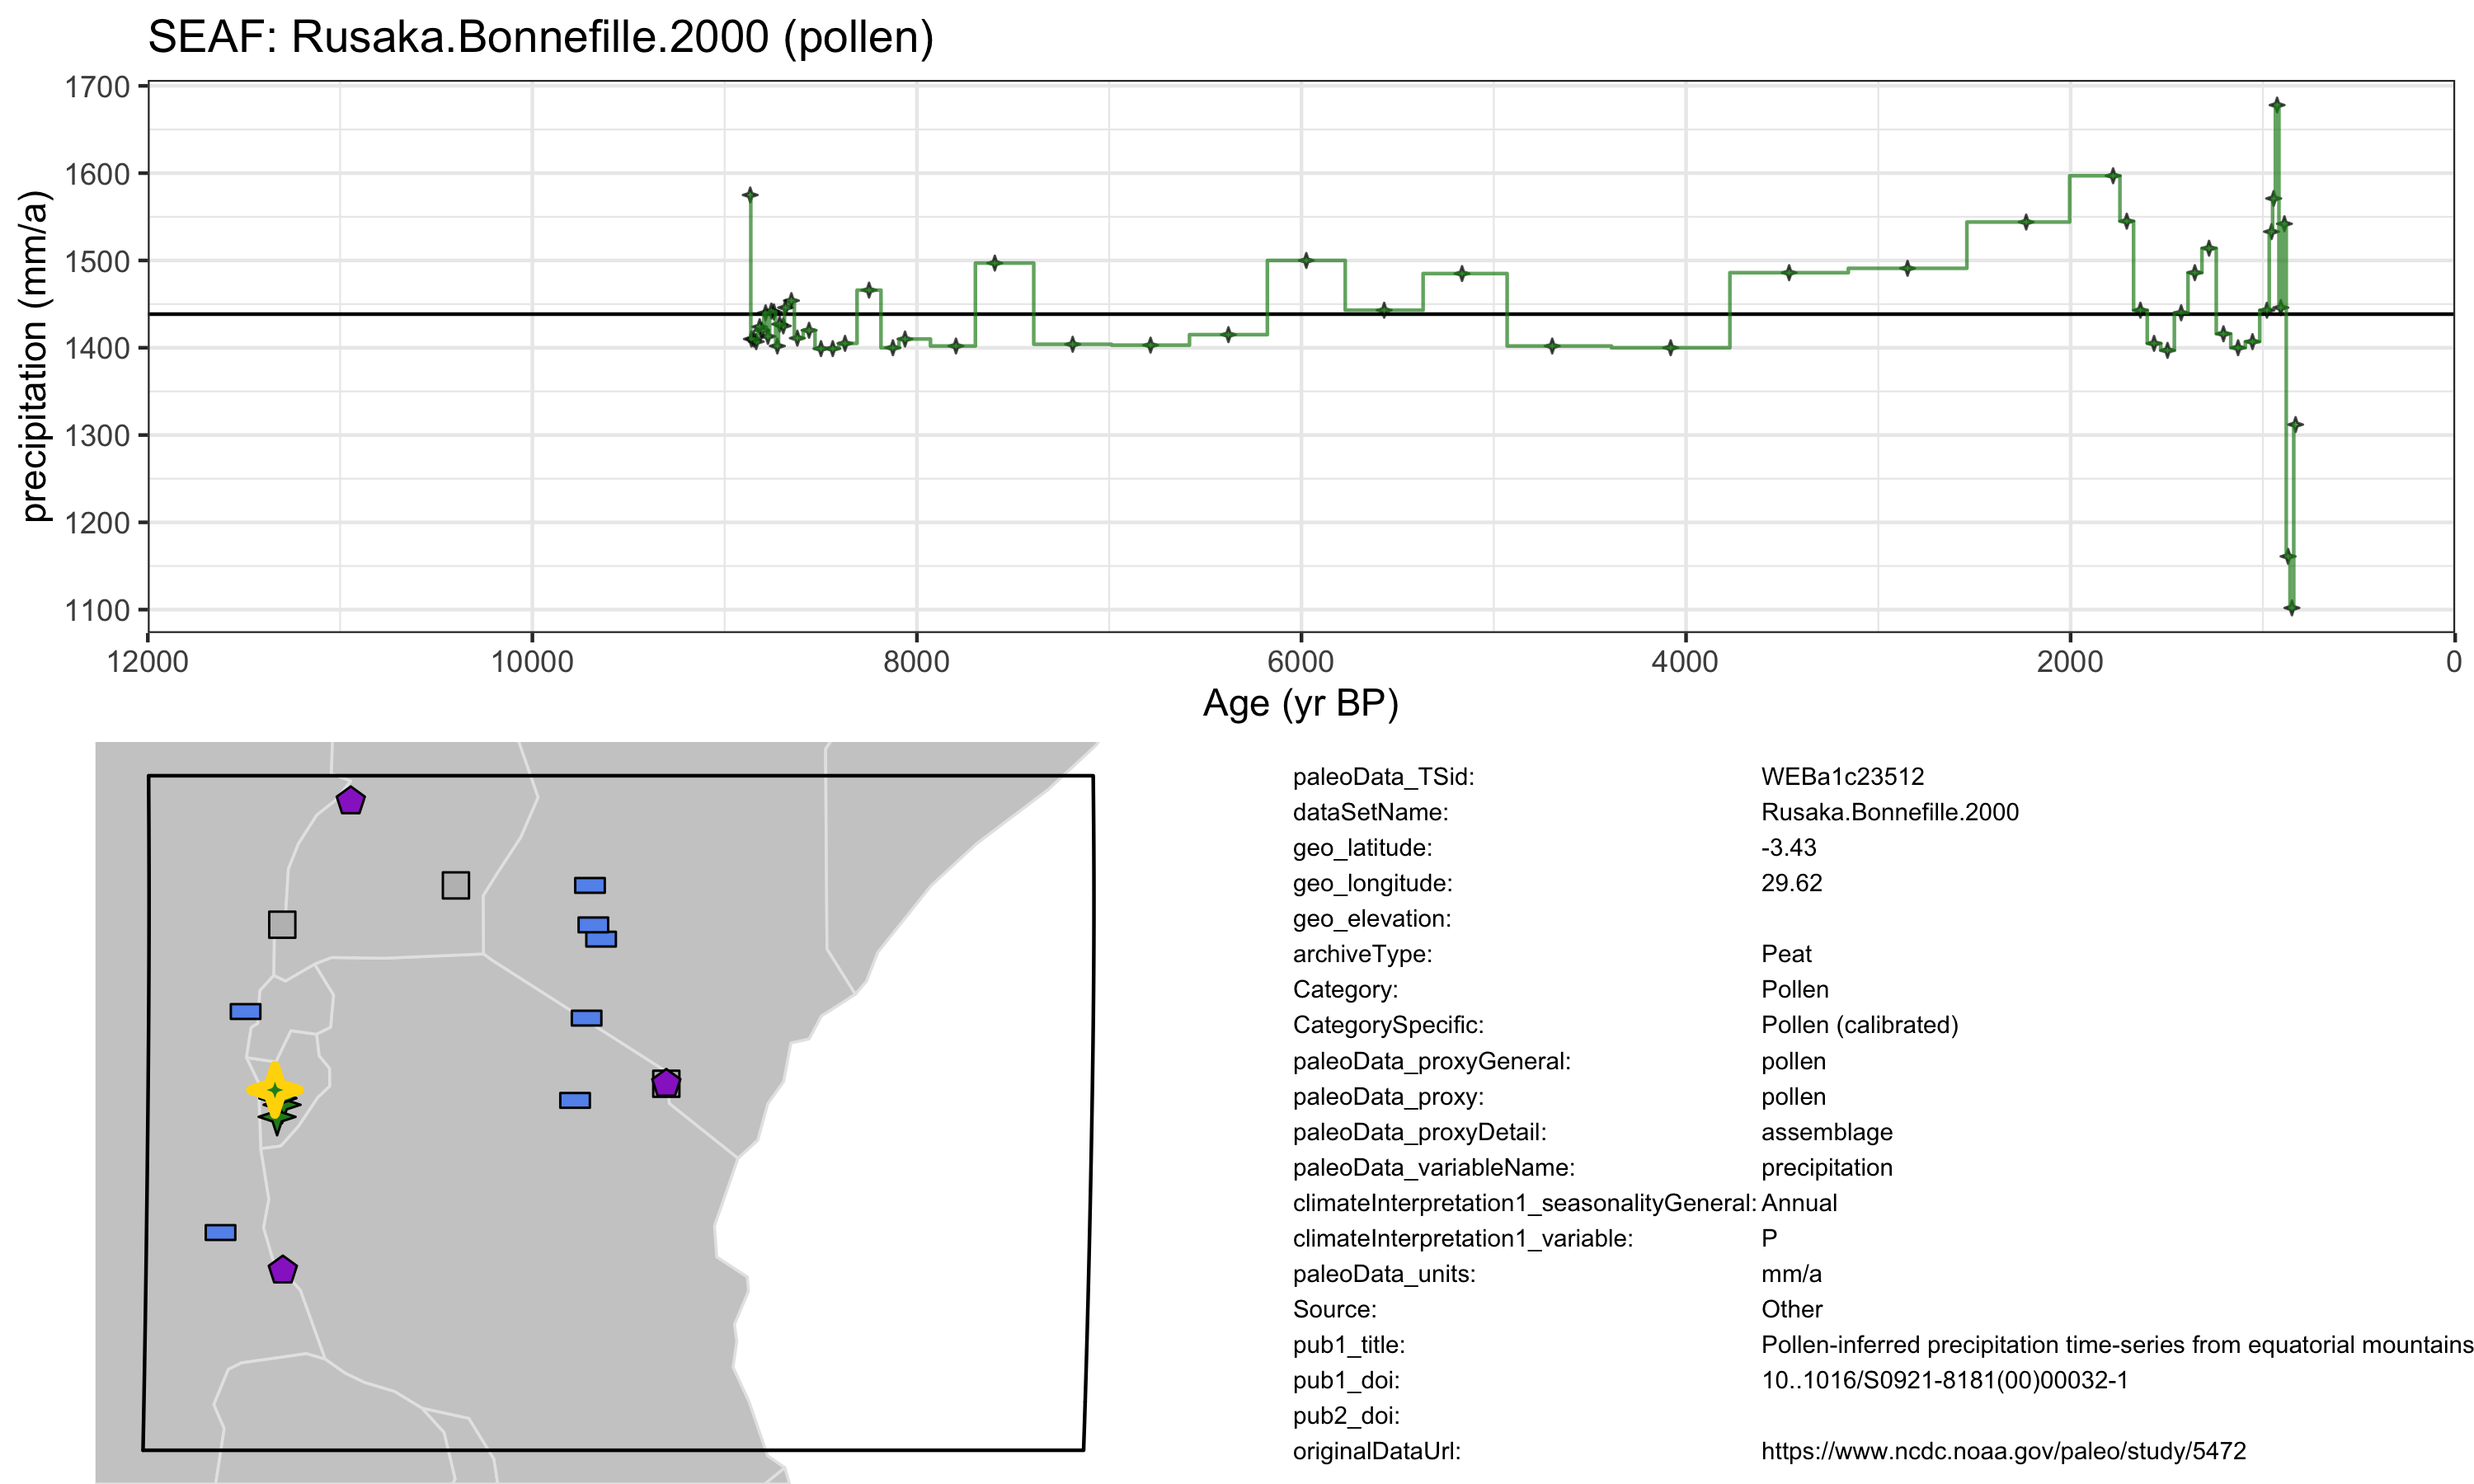 SEAF: Rusaka.Bonnefille.2000 (pollen)
precipitation (mm/a)
1700
1600
1500
1400
1300
1200
1100
12000 10000 8000 6000 4000 2000 0
Age (yr BP)
paleoData_TSid: WEBa1c23512
dataSetName: Rusaka.Bonnefille.2000
geo_latitude: -3.43
geo_longitude: 29.62
geo_elevation:
archiveType: Peat
Category: Pollen
CategorySpecific: Pollen (calibrated)
paleoData_proxyGeneral: pollen
paleoData_proxy: pollen
paleoData_proxyDetail: assemblage
paleoData_variableName: precipitation
climateInterpretation1_seasonalityGeneral: Annual
climateInterpretation1_variable: P
paleoData_units: mm/a
Source: Other
pub1_title: Pollen-inferred precipitation time-series from equatorial mountains
pub1_doi: 10..1016/S0921-8181(00)00032-1
pub2_doi:
originalDataUrl: https://www.ncdc.noaa.gov/paleo/study/5472